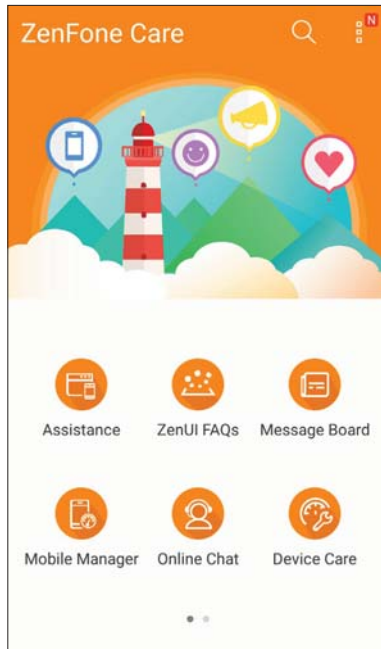 ZenFone Care
N
Assistance
ZenUI FAQs
Message Board
Mobile Manager
Online Chat
Device Care